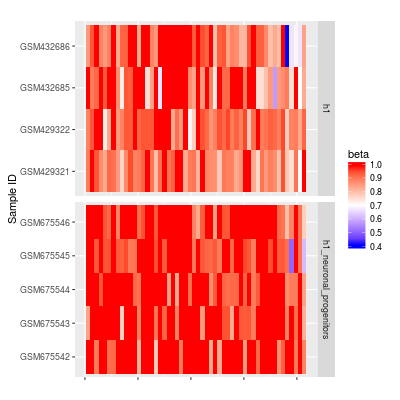 GSM432686
GSM432685
GSM429322
GSM429321
h1
GSM675546
GSM675545
GSM675544
GSM675543
GSM675542
h1_neuronal_progenitors
Sample ID
beta
1.0
0.9
0.8
0.7
0.6
0.5
0.4